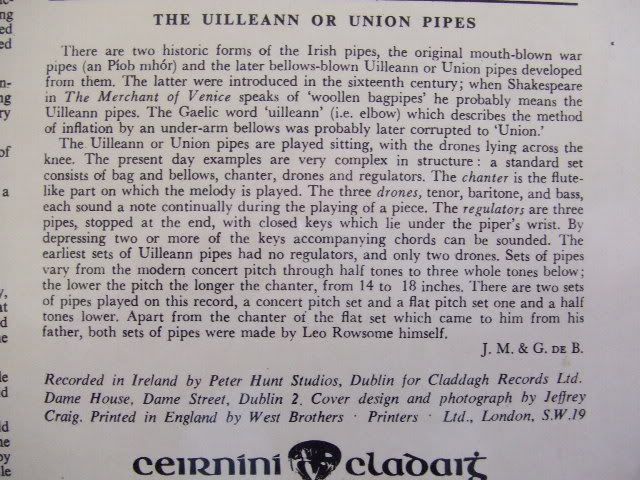 THE UILLEANN OR UNION PIPES
There are two historic forms of the Irish pipes, the original mouth-blown war
pipes (an Píob mhór) and the later bellows-blown Uilleann or Union pipes developed
from them. The latter were introduced in the sixteenth century; when Shakespeare
in The Merchant of Venice speaks of 'woollen bagpipes' he probably means the
Uilleann pipes. The Gaelic word 'uilleann' (i.e. elbow) which describes the method
of inflation by an under-arm bellows was probably later corrupted to 'Union.'
The Uilleann or Union pipes are played sitting, with the drones lying across the
knee. The present day examples are very complex in structure: a standard set
consists of bag and bellows, chanter, drones and regulators. The chanter is the flute-
like part on which the melody is played. The three drones, tenor, baritone, and bass,
each sound a note continually during the playing of a piece. The regulators are three
pipes, stopped at the end, with closed keys which lie under the piper's wrist. By
depressing two or more of the keys accompanying chords can be sounded. The
earliest sets of Uilleann pipes had no regulators, and only two drones. Sets of pipes
vary from the modern concert pitch through half tones to three whole tones below;
the lower the pitch the longer the chanter, from 14 to 18 inches. There are two sets
of pipes played on this record, a concert pitch set and a flat pitch set one and a half
tones lower. Apart from the chanter of the flat set which came to him from his
father, both sets of pipes were made by Leo Rowsome himself.
J. M. & G. DE B.
Recorded in Ireland by Peter Hunt Studios, Dublin for Claddagh Records Ltd.
Dame House, Dame Street, Dublin 2. Cover design and photograph by Jeffrey
Craig. Printed in England by West Brothers · Printers · Ltd., London, S.W.19
ceirníní cladaiġ